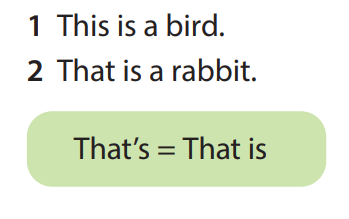 1 This is a bird.
2 That is a rabbit.
That’s = That is